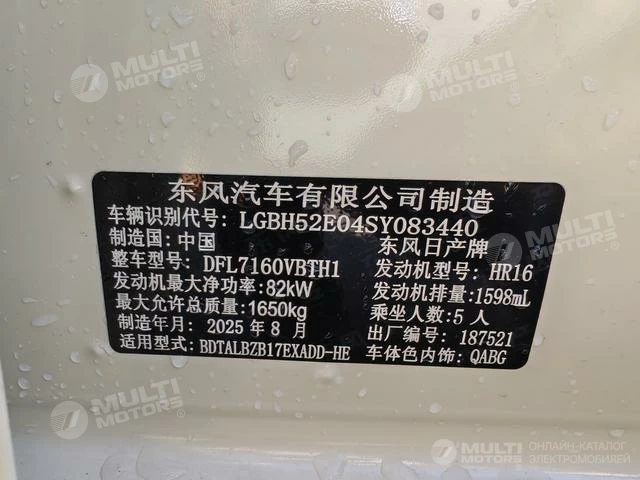 东风汽车有限公司制造
车辆识别代号: LGBH52E04SY083440
制造国: 中国 东风日产牌
整车型号: DFL7160VBTH1 发动机型号: HR16
发动机最大净功率: 82kW 发动机排量: 1598mL
最大允许总质量: 1650kg 乘坐人数: 5 人
制造年月: 2025 年 8 月 出厂编号: 187521
适用型号: BDTALBZB17EXADD-HE 车体色内饰: QABG
MULTI MOTORS
MULTI MOTORS
MULTI MOTORS
MULTI MOTORS
MULTI MOTORS ОНЛАЙН-КАТАЛОГ ЭЛЕКТРОМОБИЛЕЙ